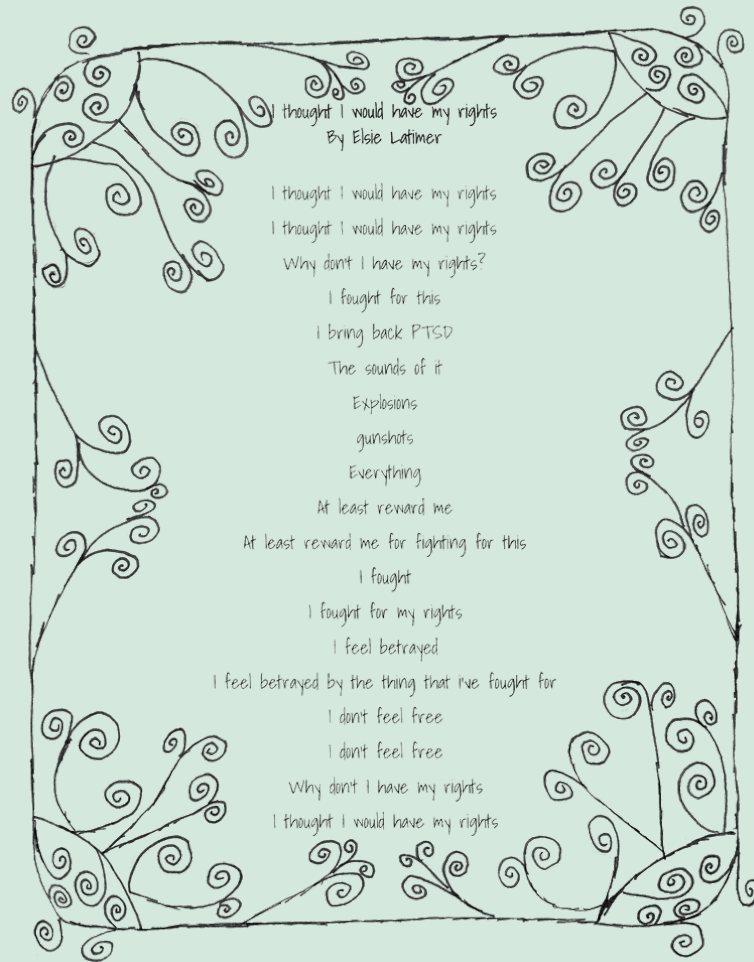 I thought I would have my rights
By Elsie Latimer
I thought I would have my rights
I thought I would have my rights
Why don't I have my rights?
I fought for this
I bring back PTSD
The sounds of it
Explosions
gunshots
Everything
At least reward me
At least reward me for fighting for this
I fought
I fought for my rights
I feel betrayed
I feel betrayed by the thing that i've fought for
I don't feel free
I don't feel free
Why don't I have my rights
I thought I would have my rights